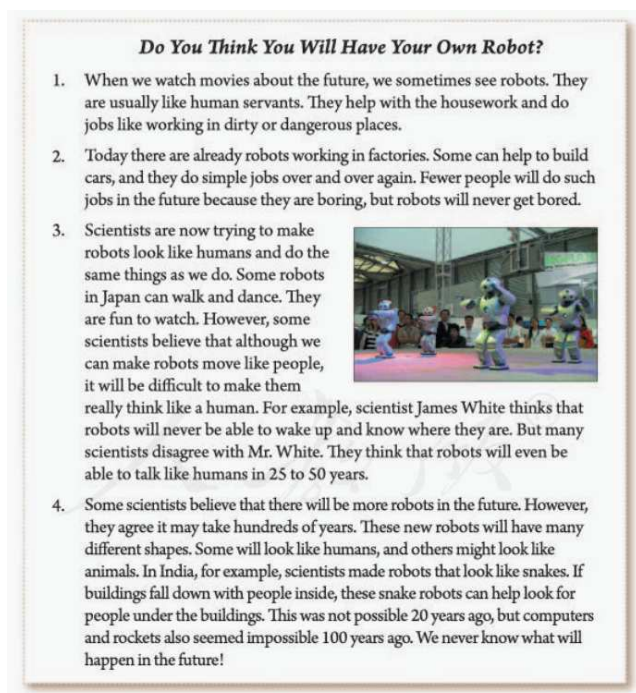 Do You Think You Will Have Your Own Robot?
1. When we watch movies about the future, we sometimes see robots. They
are usually like human servants. They help with the housework and do
jobs like working in dirty or dangerous places.
2. Today there are already robots working in factories. Some can help to build
cars, and they do simple jobs over and over again. Fewer people will do such
jobs in the future because they are boring, but robots will never get bored.
3. Scientists are now trying to make
robots look like humans and do the
same things as we do. Some robots
in Japan can walk and dance. They
are fun to watch. However, some
scientists believe that although we
can make robots move like people,
it will be difficult to make them
really think like a human. For example, scientist James White thinks that
robots will never be able to wake up and know where they are. But many
scientists disagree with Mr. White. They think that robots will even be
able to talk like humans in 25 to 50 years.
4. Some scientists believe that there will be more robots in the future. However,
they agree it may take hundreds of years. These new robots will have many
different shapes. Some will look like humans, and others might look like
animals. In India, for example, scientists made robots that look like snakes. If
buildings fall down with people inside, these snake robots can help look for
people under the buildings. This was not possible 20 years ago, but computers
and rockets also seemed impossible 100 years ago. We never know what will
happen in the future!